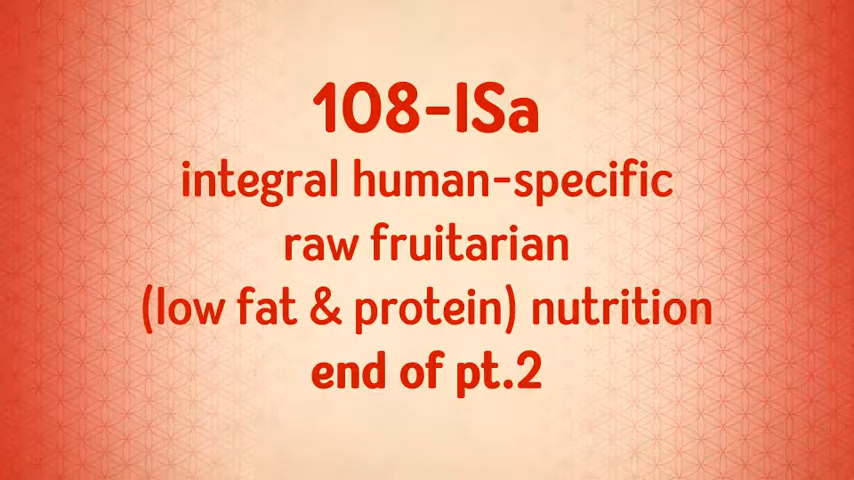 108-ISa
integral human-specific
raw fruitarian
(low fat & protein) nutrition
end of pt.2